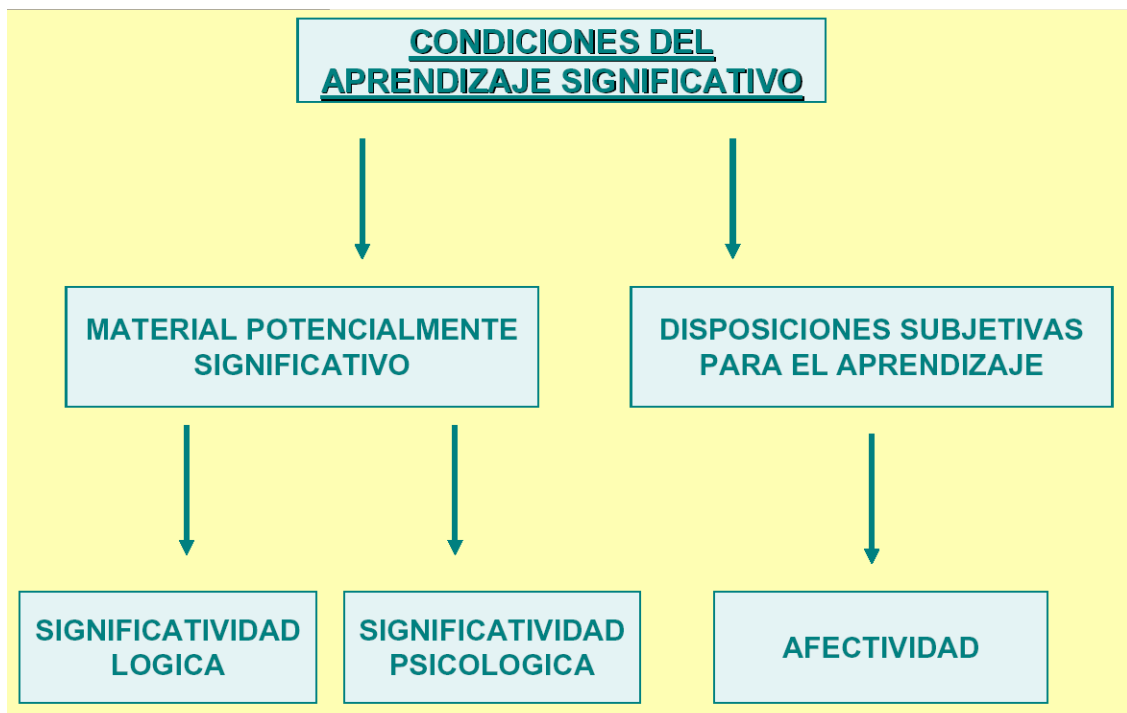 CONDICIONES DEL
APRENDIZAJE SIGNIFICATIVO
MATERIAL POTENCIALMENTE
SIGNIFICATIVO
DISPOSICIONES SUBJETIVAS
PARA EL APRENDIZAJE
SIGNIFICATIVIDAD
LOGICA
SIGNIFICATIVIDAD
PSICOLOGICA
AFECTIVIDAD